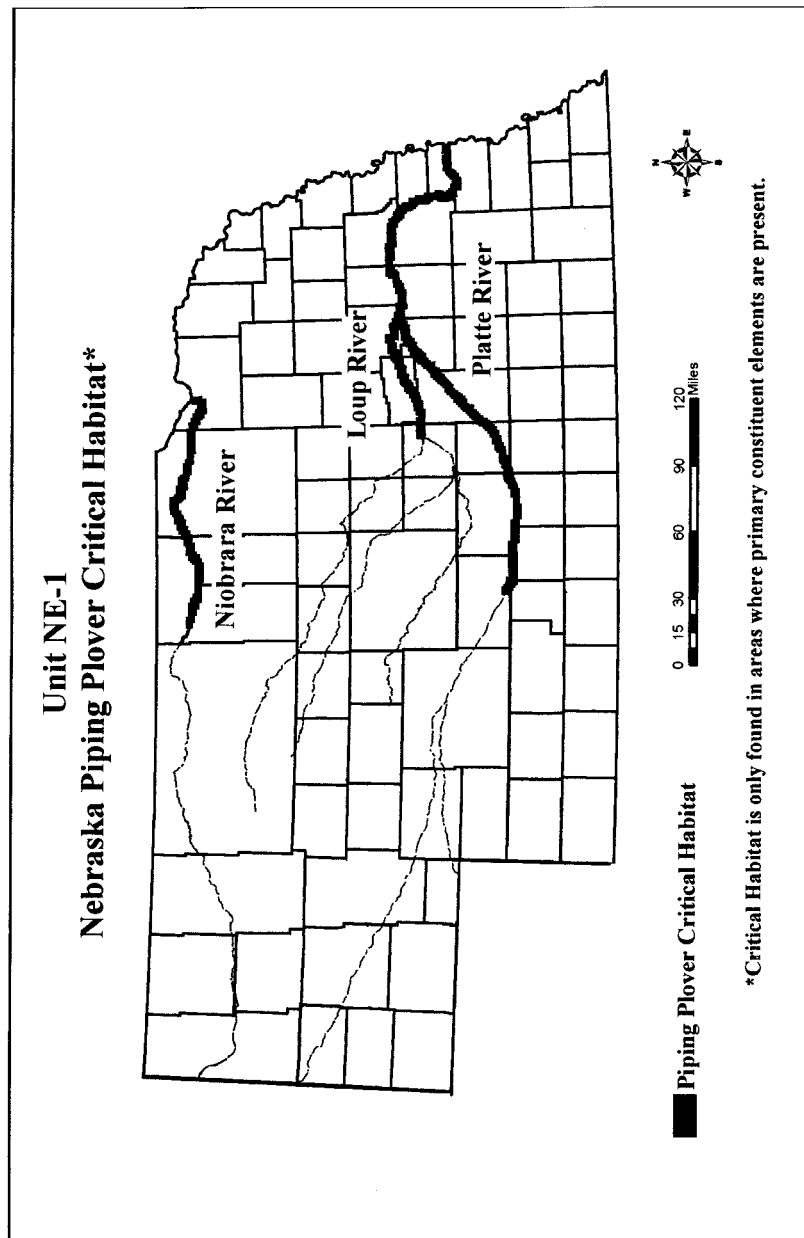 Unit NE-1
Nebraska Piping Plover Critical Habitat*
Niobrara River
Loup River
Platte River
N
W
E
S
0 15 30 60 90 120
Miles
Piping Plover Critical Habitat
*Critical Habitat is only found in areas where primary constituent elements are present.